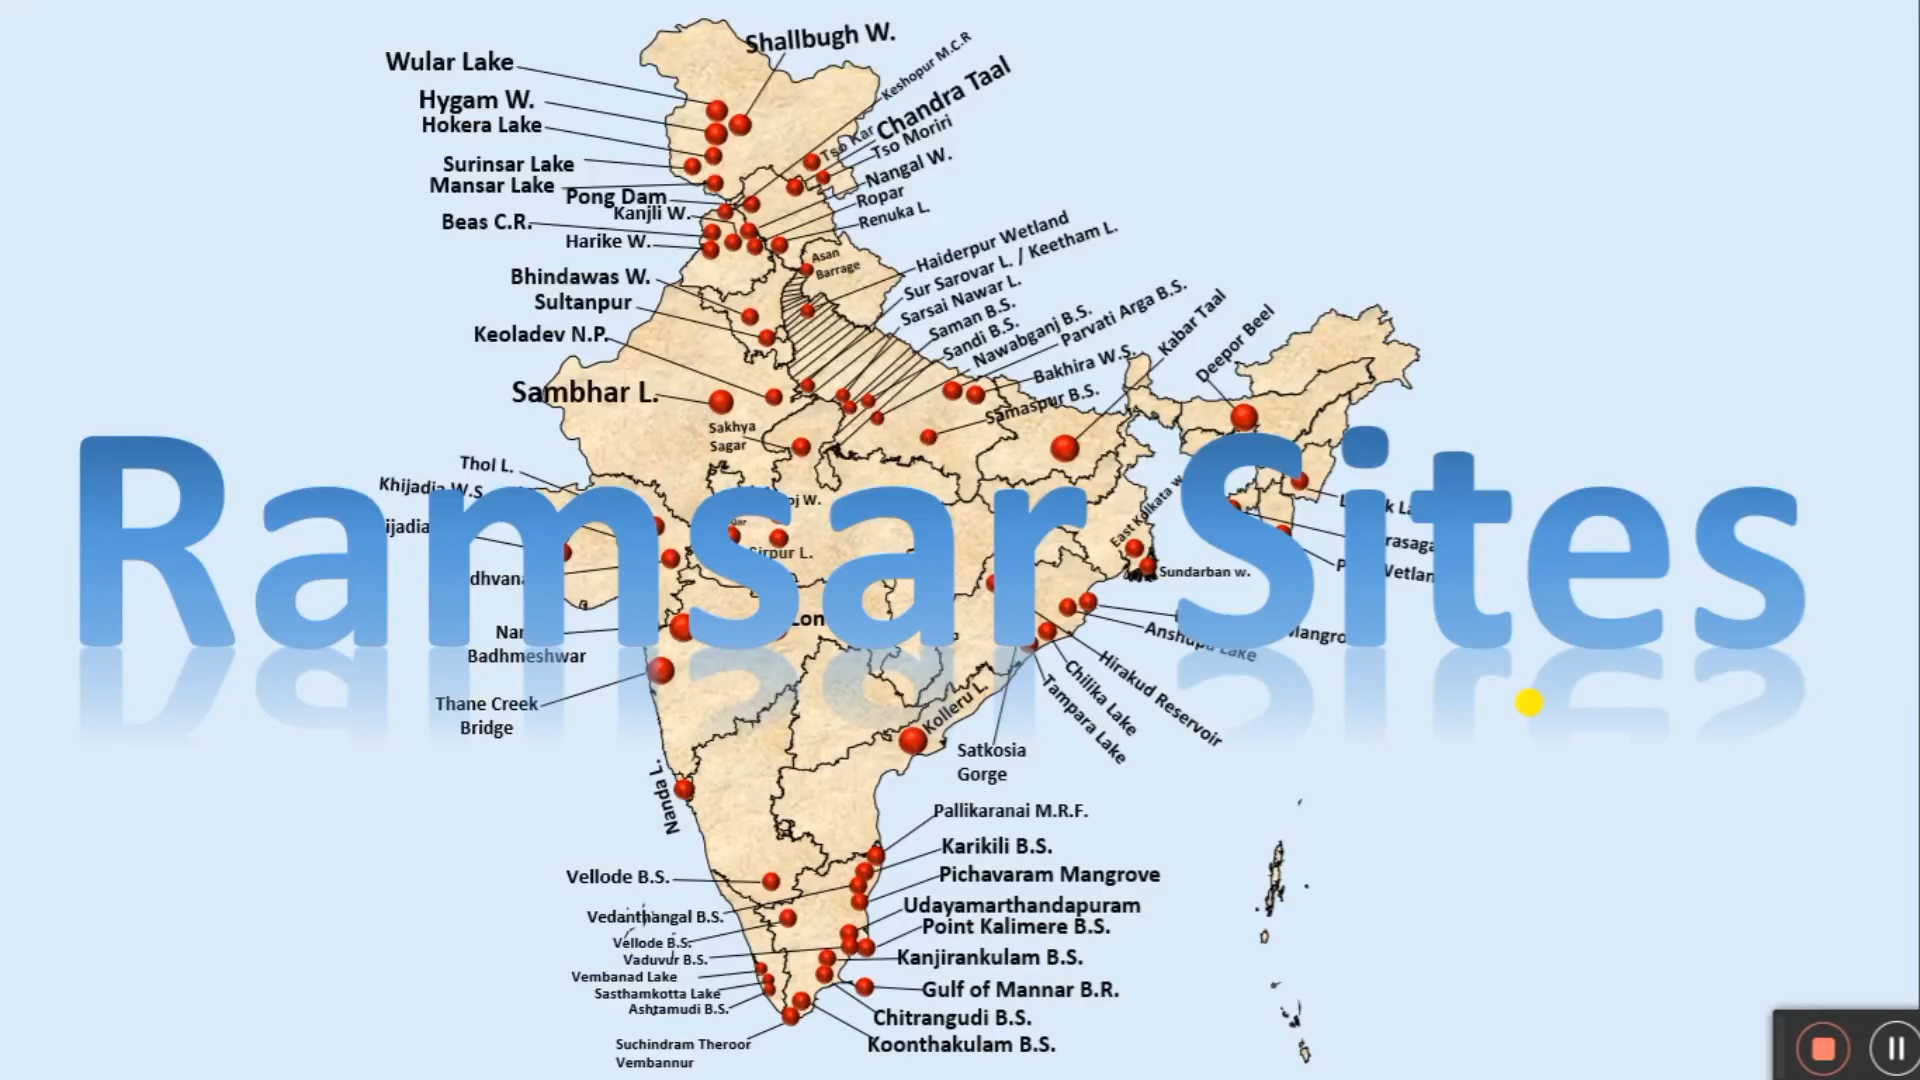 Shallbugh W.
Wular Lake
Keshopur M.C.R
Chandra Taal
Hygam W.
Hokera Lake
Tso Kar
Tso Moriri
Surinsar Lake
Mansar Lake
Nangal W.
Pong Dam
Ropar
Kanjli W.
Renuka L.
Beas C.R.
Harike W.
Haiderpur Wetland
Sur Sarovar L. / Keetham L.
Asan
Barrage
Bhindawas W.
Sultanpur
Sarsai Nawar L.
Saman B.S.
Sandi B.S.
Nawabganj B.S.
Parvati Arga B.S.
Kabar Taal
Deepor Beel
Keoladev N.P.
Bakhira W.S.
Samaspur B.S.
Sambhar L.
Sakhya
Sagar
Thol L.
Khijadia W.S
East Kolkata w
Sirpur L.
Sundarban w.
Ramsar Sites
Badhmeshwar
Anshupa Lake
Hirakud Reservoir
Chilika Lake
Tampara Lake
Kolleru L.
Thane Creek
Bridge
Satkosia
Gorge
Nanda L.
Pallikaranai M.R.F.
Karikili B.S.
Vellode B.S.
Pichavaram Mangrove
Udayamarthandapuram
Vedanthangal B.S.
Point Kalimere B.S.
Vellode B.S.
Vaduvur B.S.
Kanjirankulam B.S.
Vembanad Lake
Sasthamkotta Lake
Gulf of Mannar B.R.
Ashtamudi B.S.
Chitrangudi B.S.
Koonthakulam B.S.
Suchindram Theroor
Vembannur